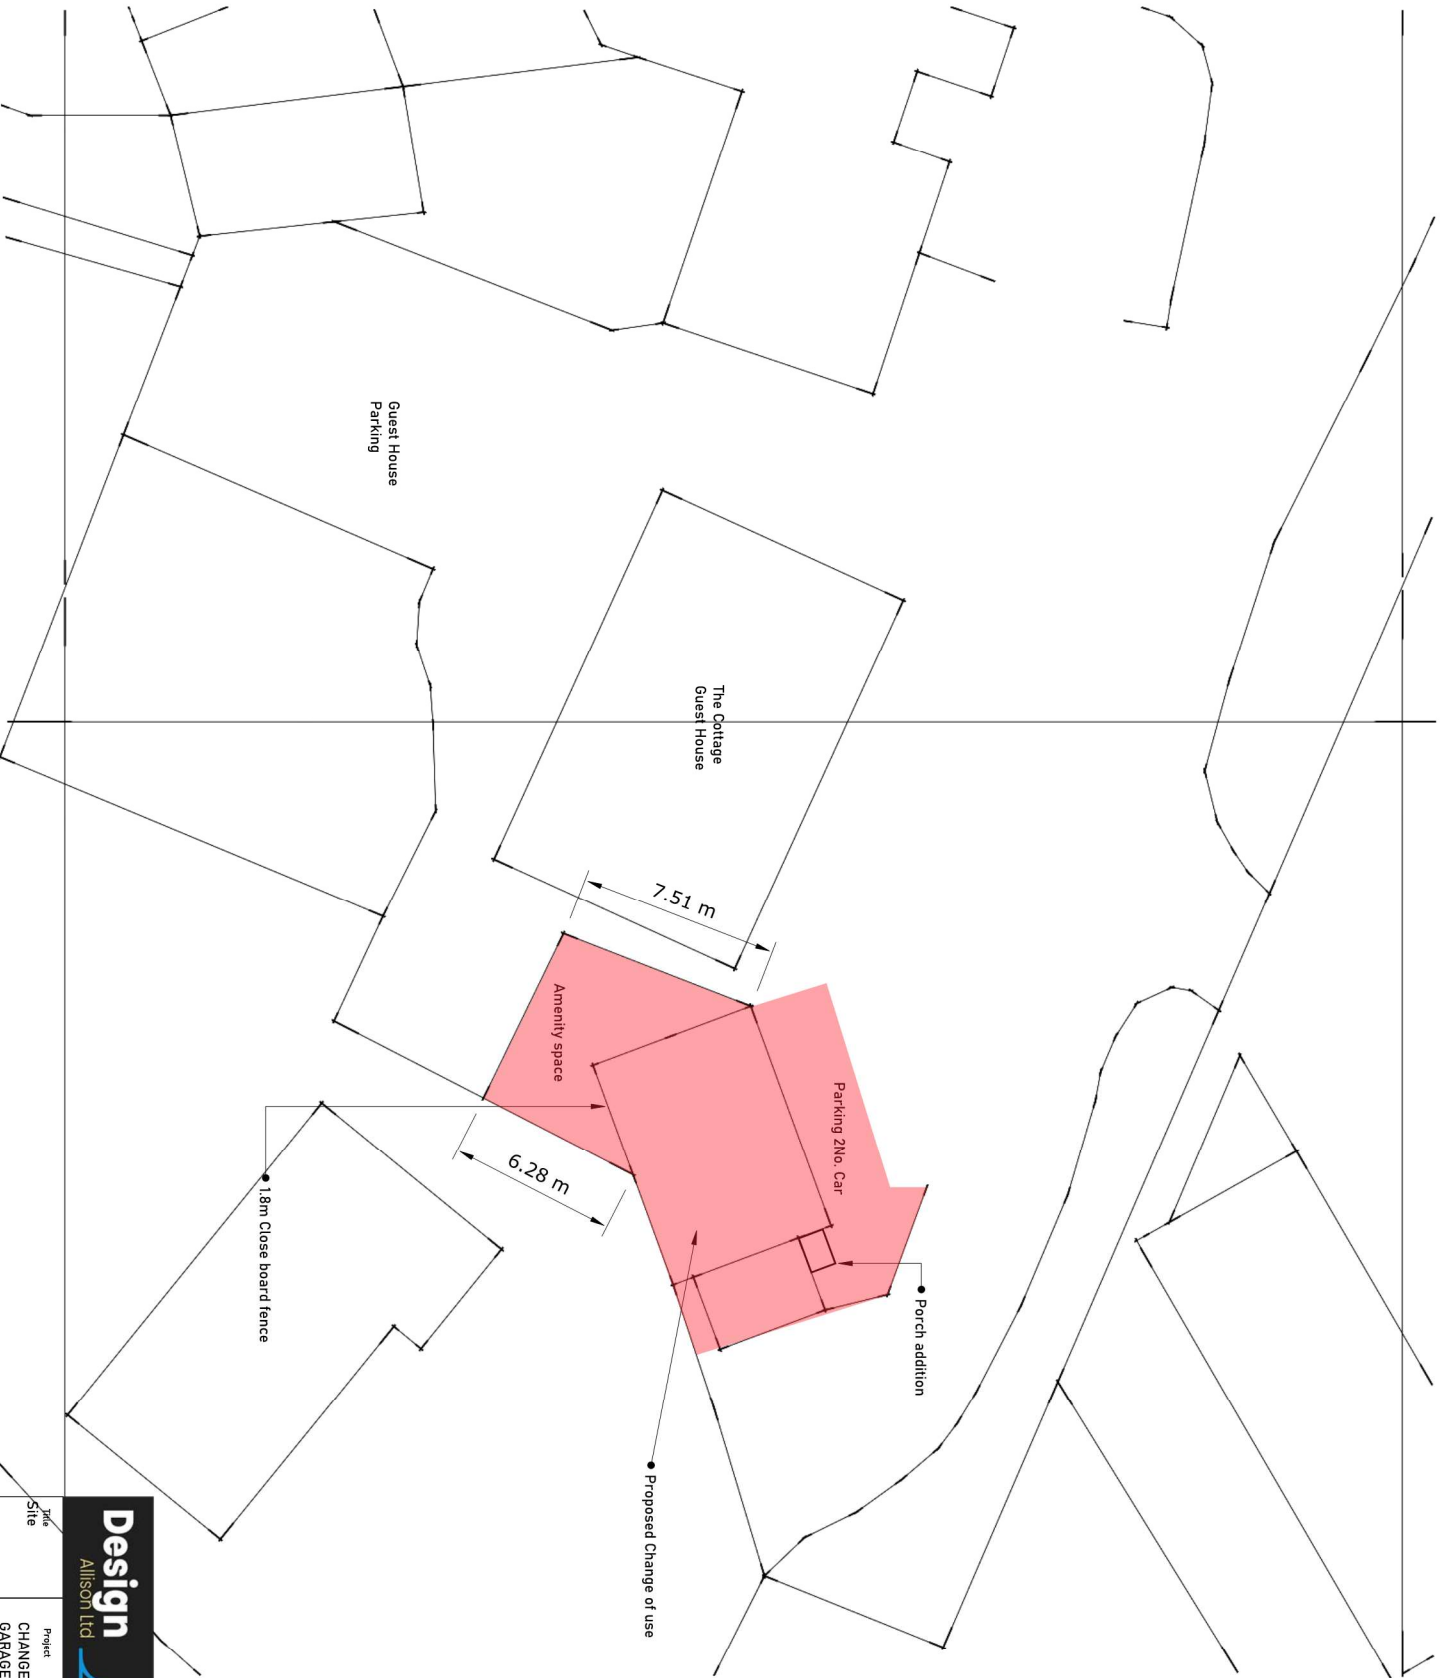 Guest House
Parking
The Cottage
Guest House
7.51 m
Amenity space
Parking 2No. Car
6.28 m
1.8m Close board fence
Porch addition
Proposed Change of use
Design
Allison Ltd
Title
Site
Project
CHANGE
GARAGE